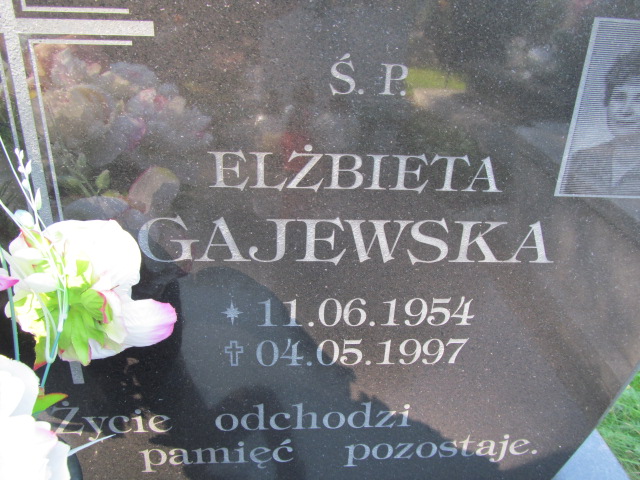 Ś. P.
ELŻBIETA
GAJEWSKA
11.06.1954
04.05.1997
Życie odchodzi
pamięć pozostaje.